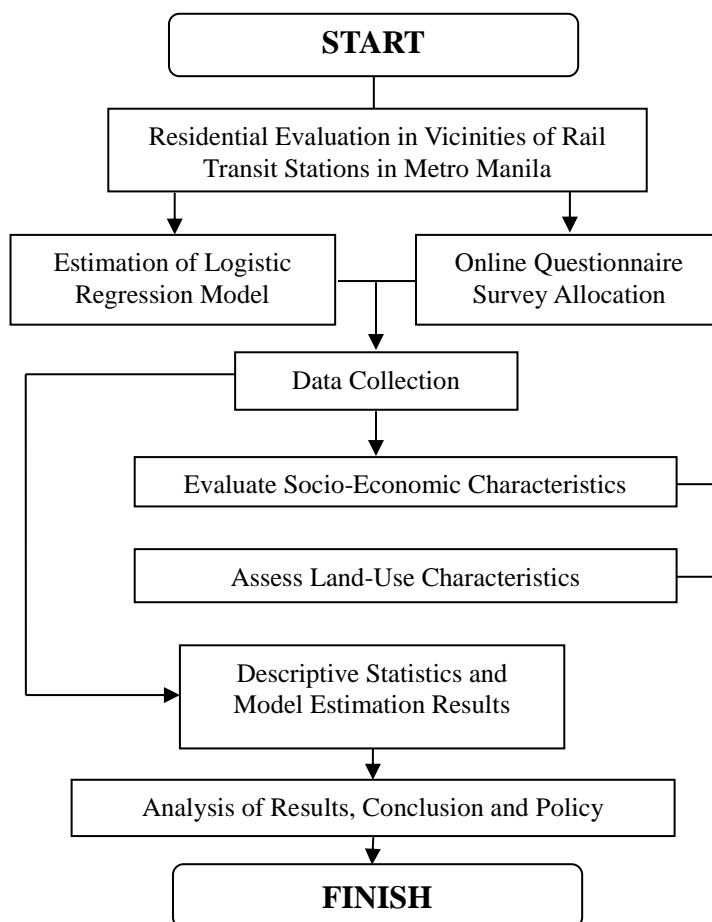 START
Residential Evaluation in Vicinities of Rail
Transit Stations in Metro Manila
Estimation of Logistic
Regression Model
Online Questionnaire
Survey Allocation
Data Collection
Evaluate Socio-Economic Characteristics
Assess Land-Use Characteristics
Descriptive Statistics and
Model Estimation Results
Analysis of Results, Conclusion and Policy
FINISH